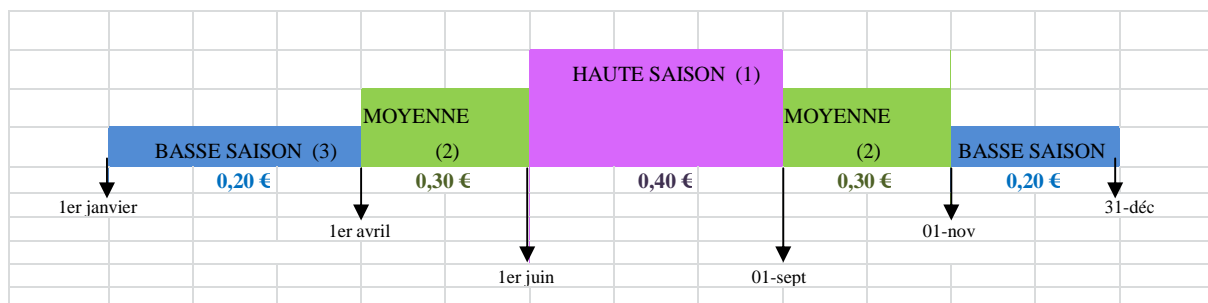 HAUTE SAISON (1)
MOYENNE
(2)
MOYENNE
(2)
BASSE SAISON (3)
BASSE SAISON
0,20 €
0,30 €
0,40 €
0,30 €
0,20 €
1er janvier
31-déc
1er avril
01-nov
1er juin
01-sept